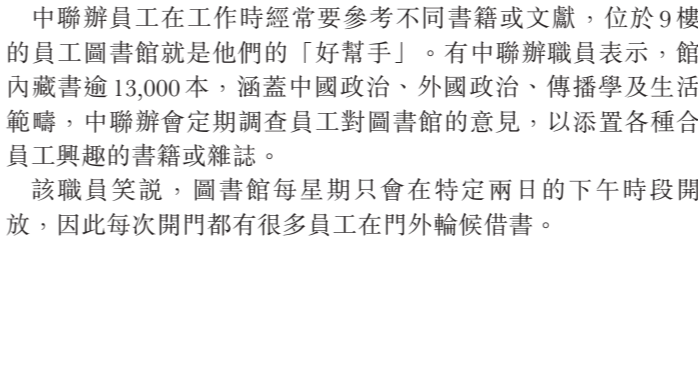 中聯辦員工在工作時經常要參考不同書籍或文獻，位於9樓
的員工圖書館就是他們的「好幫手」。有中聯辦職員表示，館
內藏書逾13,000本，涵蓋中國政治、外國政治、傳播學及生活
範疇，中聯辦會定期調查員工對圖書館的意見，以添置各種合
員工興趣的書籍或雜誌。
該職員笑説，圖書館每星期只會在特定兩日的下午時段開
放，因此每次開門都有很多員工在門外輪候借書。